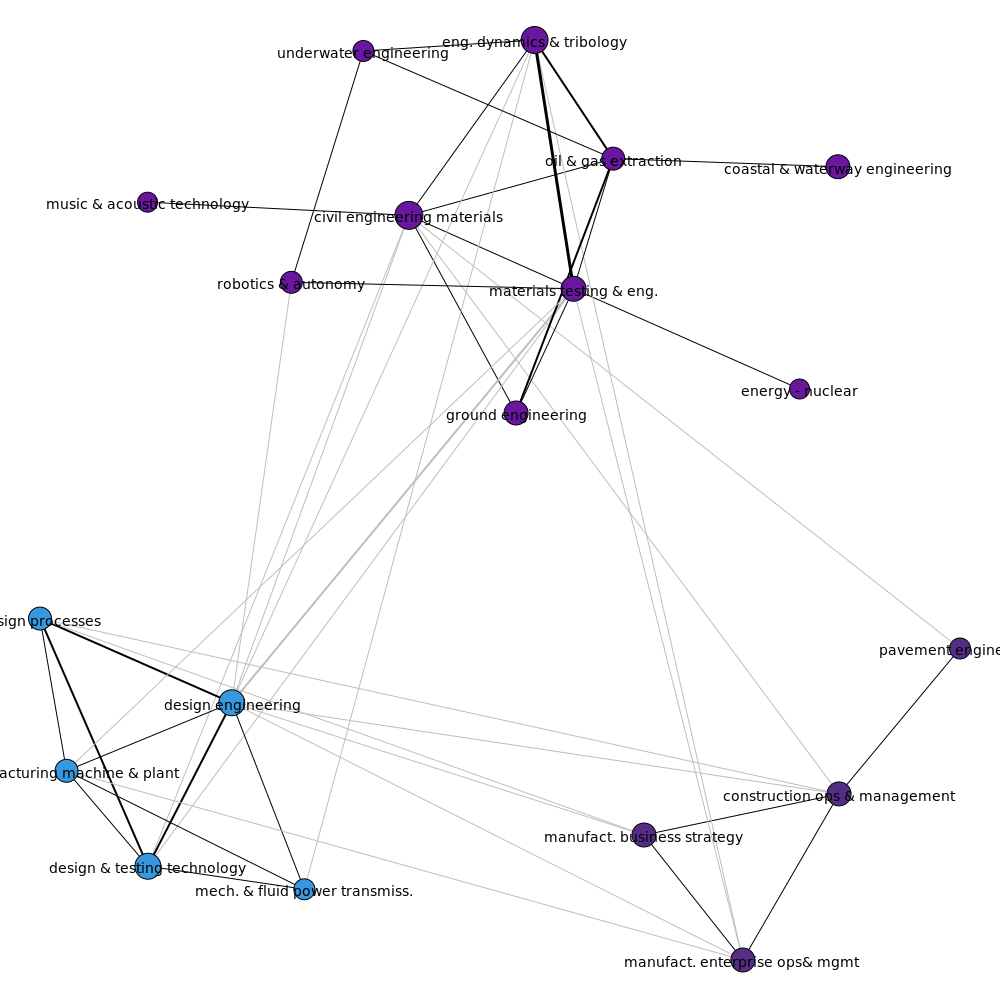 eng. dynamics & tribology
underwater engineering
oil & gas extraction
coastal & waterway engineering
music & acoustic technology
civil engineering materials
robotics & autonomy
materials testing & eng.
energy - nuclear
ground engineering
sign processes
pavement engine
design engineering
acturing machine & plant
construction ops & management
manufact. business strategy
design & testing technology
mech. & fluid power transmiss.
manufact. enterprise ops& mgmt